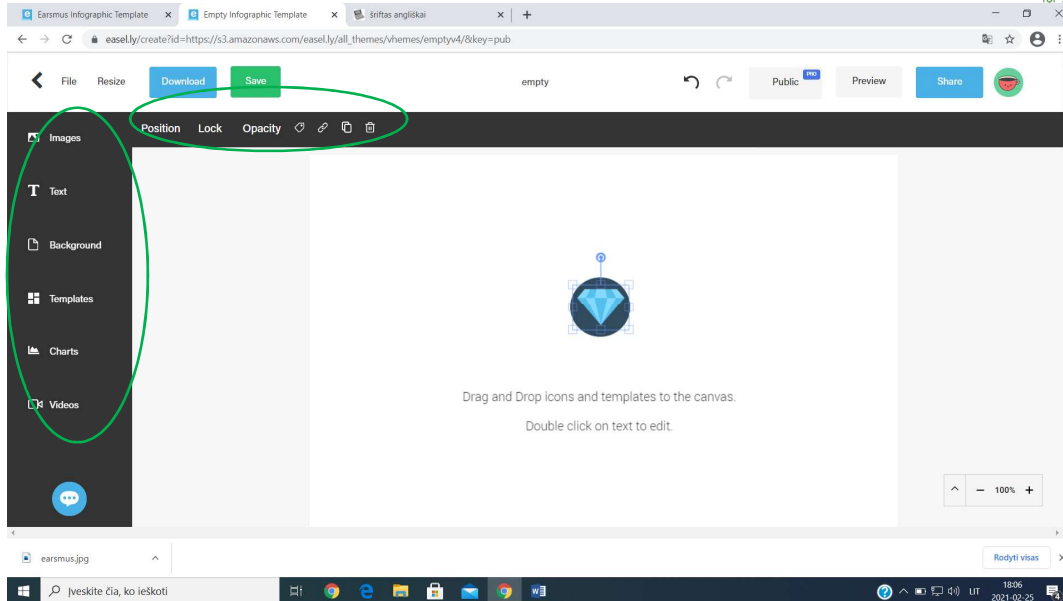 Earsmus Infographic Template
Empty Infographic Template
šriftas angliškai
easel.ly/create?id=https://s3.amazonaws.com/easel.ly/all_themes/vhemes/emptyv4/&key=pub
File Resize Download Save empty Public PRO Preview Share
Position Lock Opacity
Images
Text
Background
Templates
Charts
Videos
Drag and Drop icons and templates to the canvas.
Double click on text to edit.
100%
earsmus.jpg
Rodyti visas
Įveskite čia, ko ieškoti
LIT
18:06
2021-02-25
4